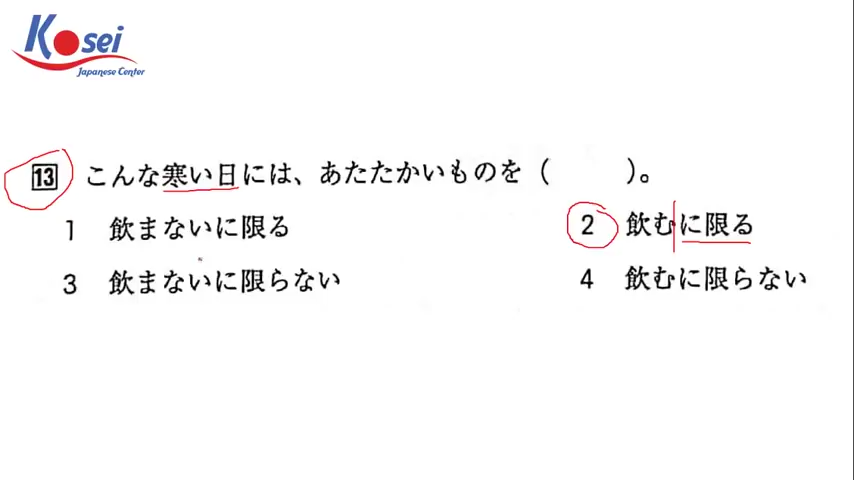 Kosei
Japanese Center
13 こんな寒い日には、あたたかいものを（　　）。
1 飲まないに限る 2 飲むに限る
3 飲まないに限らない 4 飲むに限らない